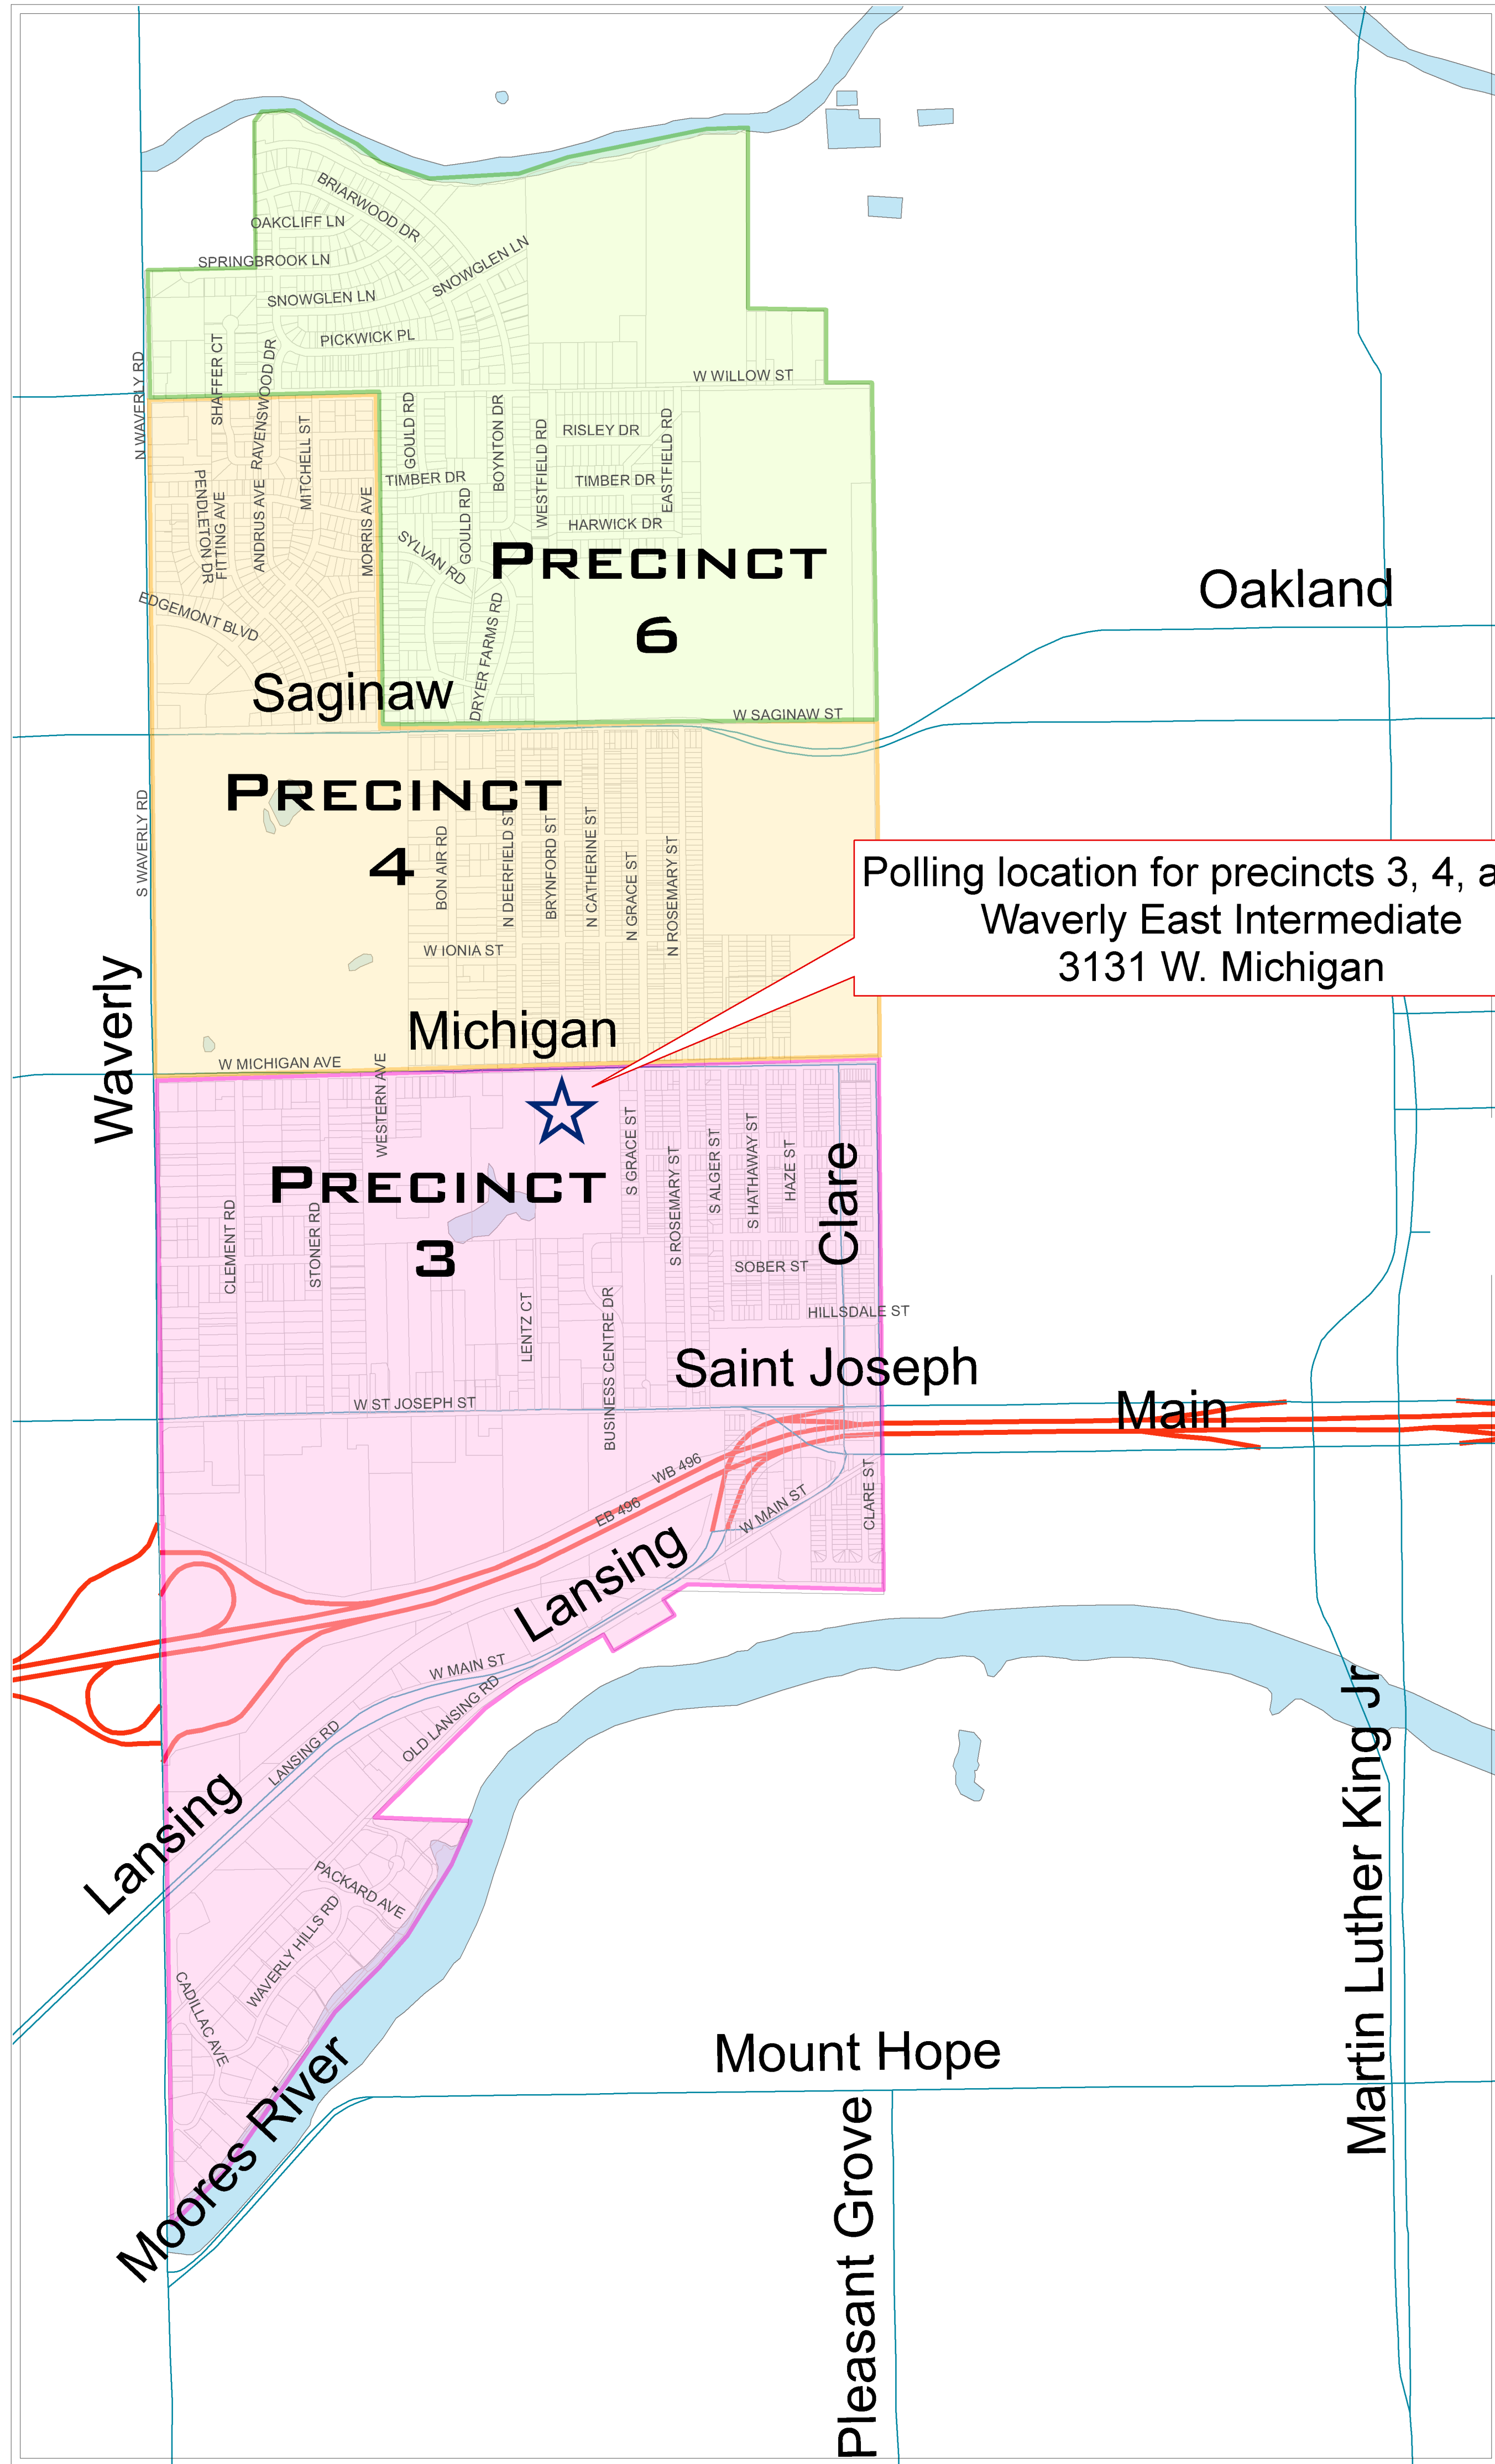 BRIARWOOD DR
OAKCLIFF LN
SPRINGBROOK LN
SNOWGLEN LN
SNOWGLEN LN
PICKWICK PL
N WAVERLY RD
SHAFFER CT
RAVENSWOOD DR
W WILLOW ST
GOULD RD
BOYNTON DR
WESTFIELD RD
RISLEY DR
EASTFIELD RD
MITCHELL ST
TIMBER DR
TIMBER DR
PENDLETON DR
FITTING AVE
ANDRUS AVE
MORRIS AVE
GOULD RD
HARWICK DR
SYLVAN RD
PRECINCT
6
Oakland
EDGEMONT BLVD
DRYER FARMS RD
Saginaw
W SAGINAW ST
PRECINCT
4
S WAVERLY RD
BON AIR RD
N DEERFIELD ST
BRYNFORD ST
N CATHERINE ST
N GRACE ST
N ROSEMARY ST
Polling location for precincts 3, 4, a
Waverly East Intermediate
3131 W. Michigan
W IONIA ST
Waverly
Michigan
W MICHIGAN AVE
WESTERN AVE
PRECINCT
3
S GRACE ST
S ROSEMARY ST
S ALGER ST
S HATHAWAY ST
HAZE ST
Clare
CLEMENT RD
STONER RD
SOBER ST
LENTZ CT
BUSINESS CENTRE DR
HILLSDALE ST
Saint Joseph
W ST JOSEPH ST
Main
WB 496
EB 496
W MAIN ST
CLARE ST
Lansing
W MAIN ST
OLD LANSING RD
LANSING RD
Lansing
PACKARD AVE
WAVERLY HILLS RD
CADILLAC AVE
Moores River
Mount Hope
Pleasant Grove
Martin Luther King Jr